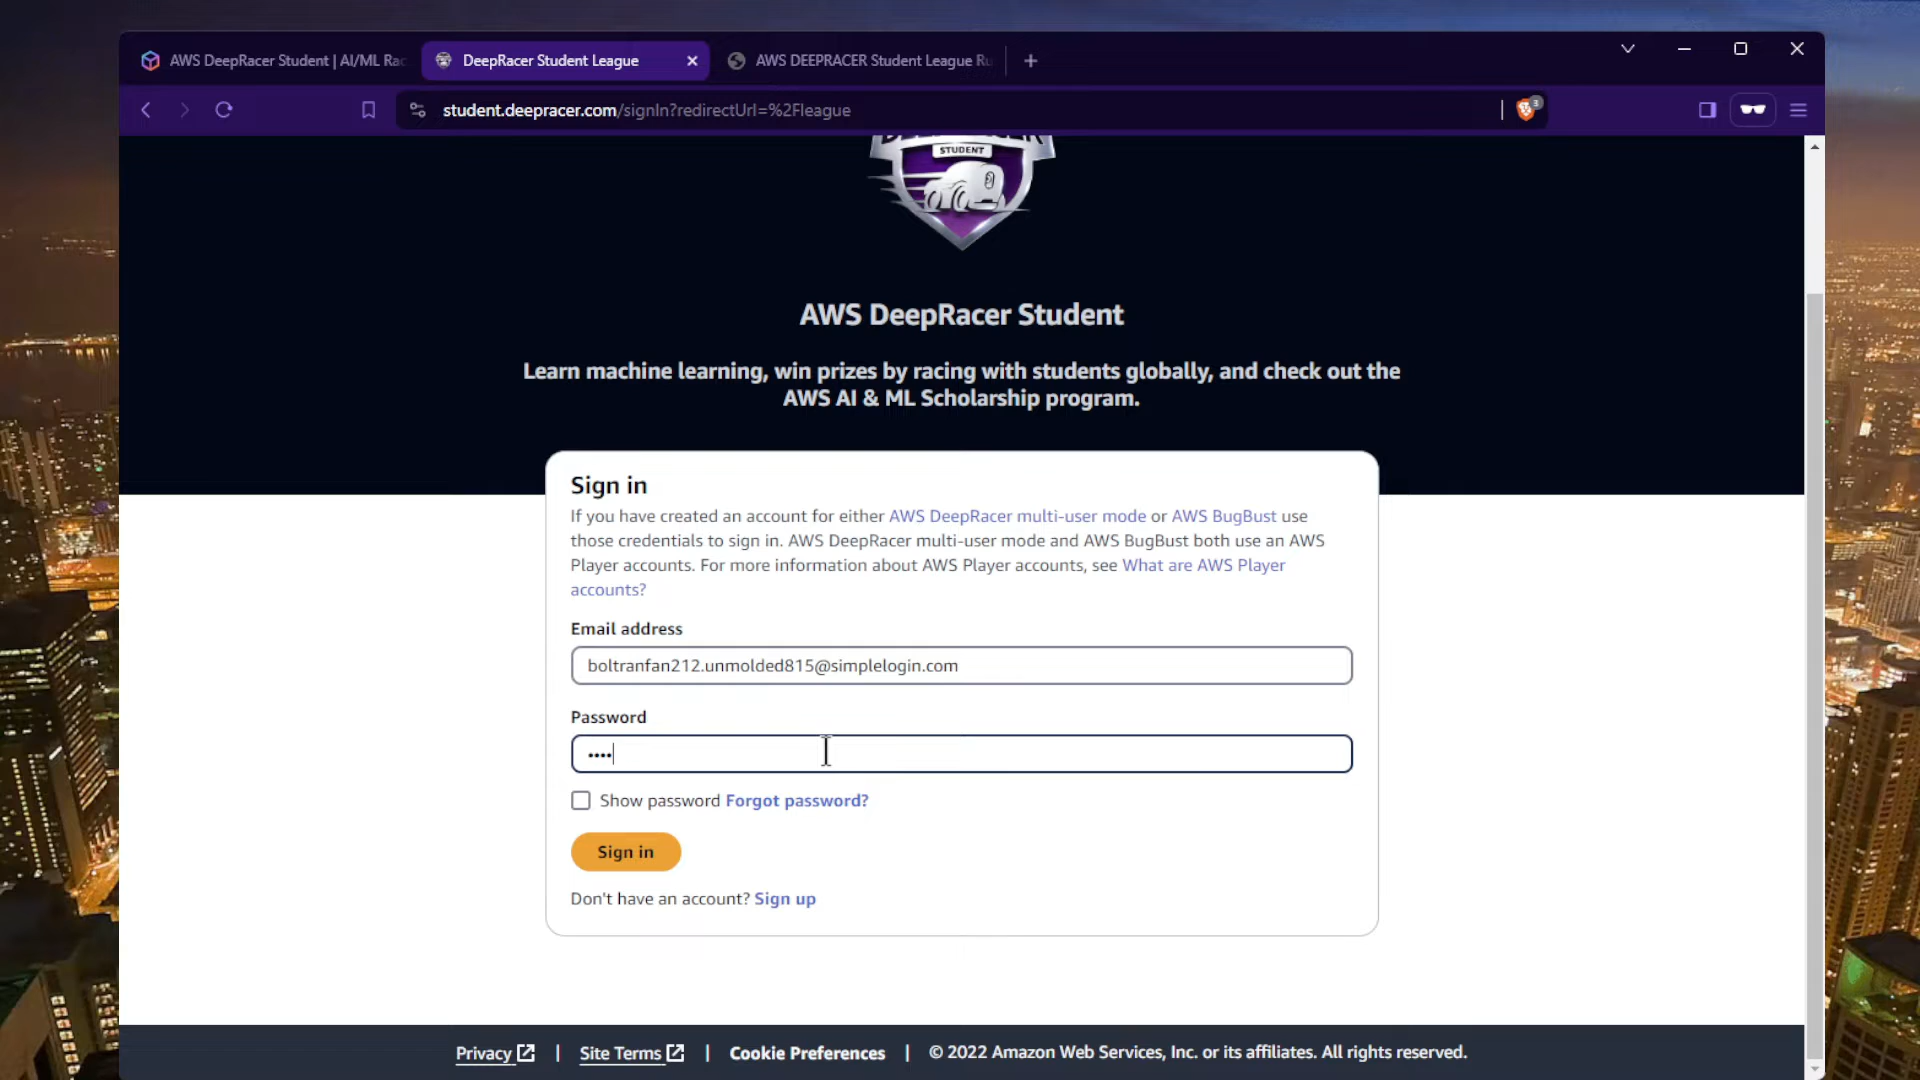 AWS DeepRacer Student | AI/ML Rac
DeepRacer Student League
AWS DEEPRACER Student League Ru
student.deepracer.com/signIn?redirectUrl=%2Fleague
3
STUDENT
AWS DeepRacer Student
Learn machine learning, win prizes by racing with students globally, and check out the
AWS AI & ML Scholarship program.
Sign in
If you have created an account for either AWS DeepRacer multi-user mode or AWS BugBust use
those credentials to sign in. AWS DeepRacer multi-user mode and AWS BugBust both use an AWS
Player accounts. For more information about AWS Player accounts, see What are AWS Player
accounts?
Email address
boltranfan212.unmolded815@simplelogin.com
Password
••••
Show password Forgot password?
Sign in
Don't have an account? Sign up
Privacy | Site Terms | Cookie Preferences | © 2022 Amazon Web Services, Inc. or its affiliates. All rights reserved.